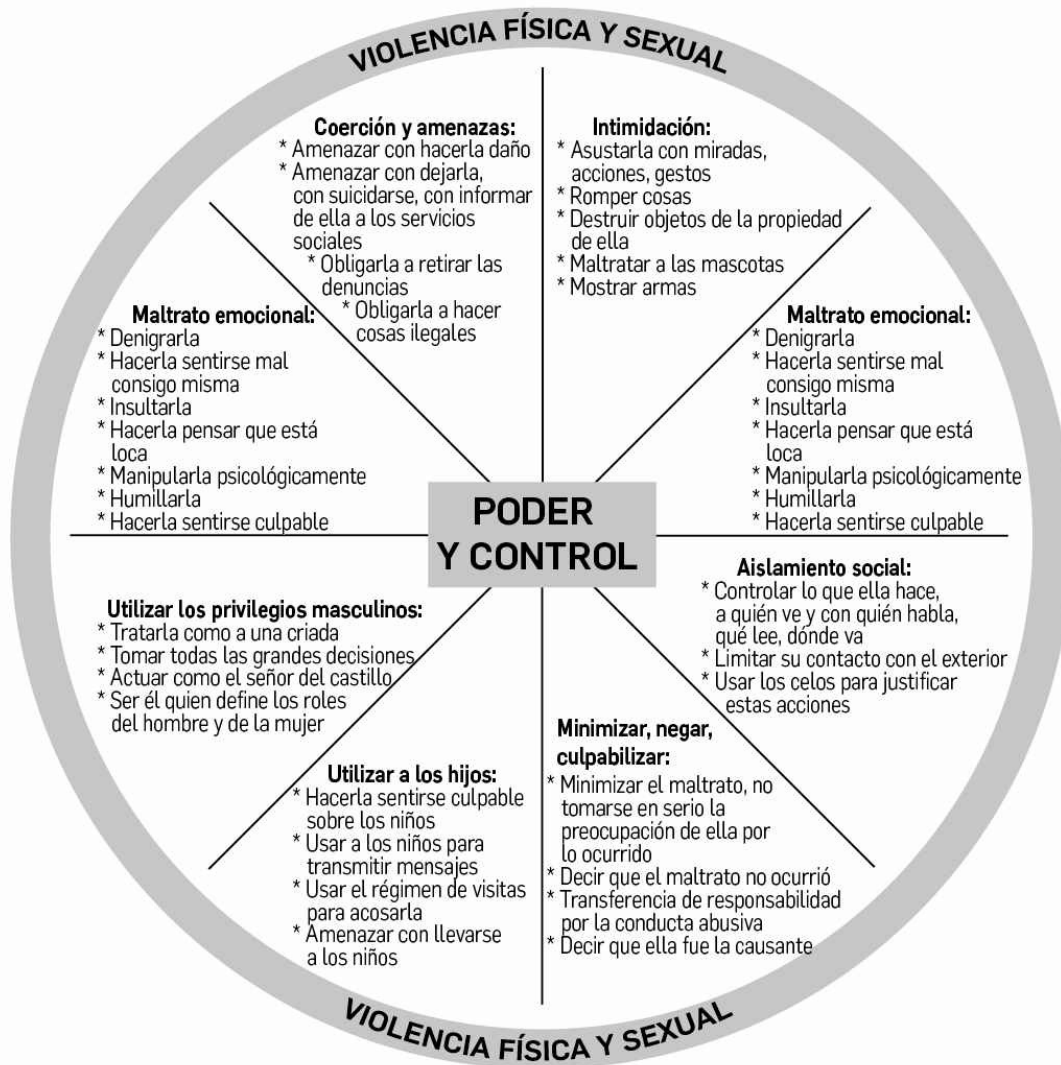 VIOLENCIA FÍSICA Y SEXUAL
Coerción y amenazas:
* Amenazar con hacerla daño
* Amenazar con dejarla,
con suicidarse, con informar
de ella a los servicios
sociales
* Obligarla a retirar las
denuncias
* Obligarla a hacer
cosas ilegales
Intimidación:
* Asustarla con miradas,
acciones, gestos
* Romper cosas
* Destruir objetos de la propiedad
de ella
* Maltratar a las mascotas
* Mostrar armas
Maltrato emocional:
* Denigrarla
* Hacerla sentirse mal
consigo misma
* Insultarla
* Hacerla pensar que está
loca
* Manipularla psicológicamente
* Humillarla
* Hacerla sentirse culpable
Maltrato emocional:
* Denigrarla
* Hacerla sentirse mal
consigo misma
* Insultarla
* Hacerla pensar que está
loca
* Manipularla psicológicamente
* Humillarla
* Hacerla sentirse culpable
PODER
Y CONTROL
Utilizar los privilegios masculinos:
* Tratarla como a una criada
* Tomar todas las grandes decisiones
* Actuar como el señor del castillo
* Ser él quien define los roles
del hombre y de la mujer
Aislamiento social:
* Controlar lo que ella hace,
a quién ve y con quién habla,
qué lee, dónde va
* Limitar su contacto con el exterior
* Usar los celos para justificar
estas acciones
Utilizar a los hijos:
* Hacerla sentirse culpable
sobre los niños
* Usar a los niños para
transmitir mensajes
* Usar el régimen de visitas
para acosarla
* Amenazar con llevarse
a los niños
Minimizar, negar,
culpabilizar:
* Minimizar el maltrato, no
tomarse en serio la
preocupación de ella por
lo ocurrido
* Decir que el maltrato no ocurrió
* Transferencia de responsabilidad
por la conducta abusiva
* Decir que ella fue la causante
VIOLENCIA FÍSICA Y SEXUAL